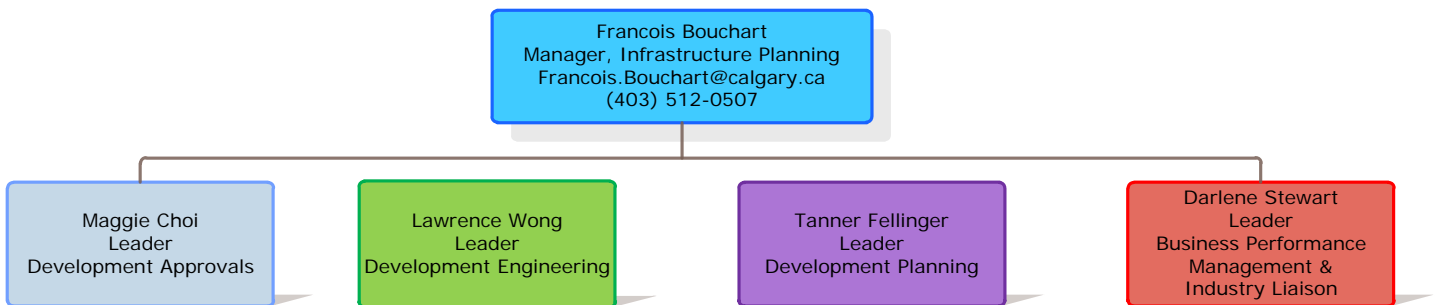 Francois Bouchart
Manager, Infrastructure Planning
Francois.Bouchart@calgary.ca
(403) 512-0507
Maggie Choi
Leader
Development Approvals
Lawrence Wong
Leader
Development Engineering
Tanner Fellinger
Leader
Development Planning
Darlene Stewart
Leader
Business Performance
Management &
Industry Liaison